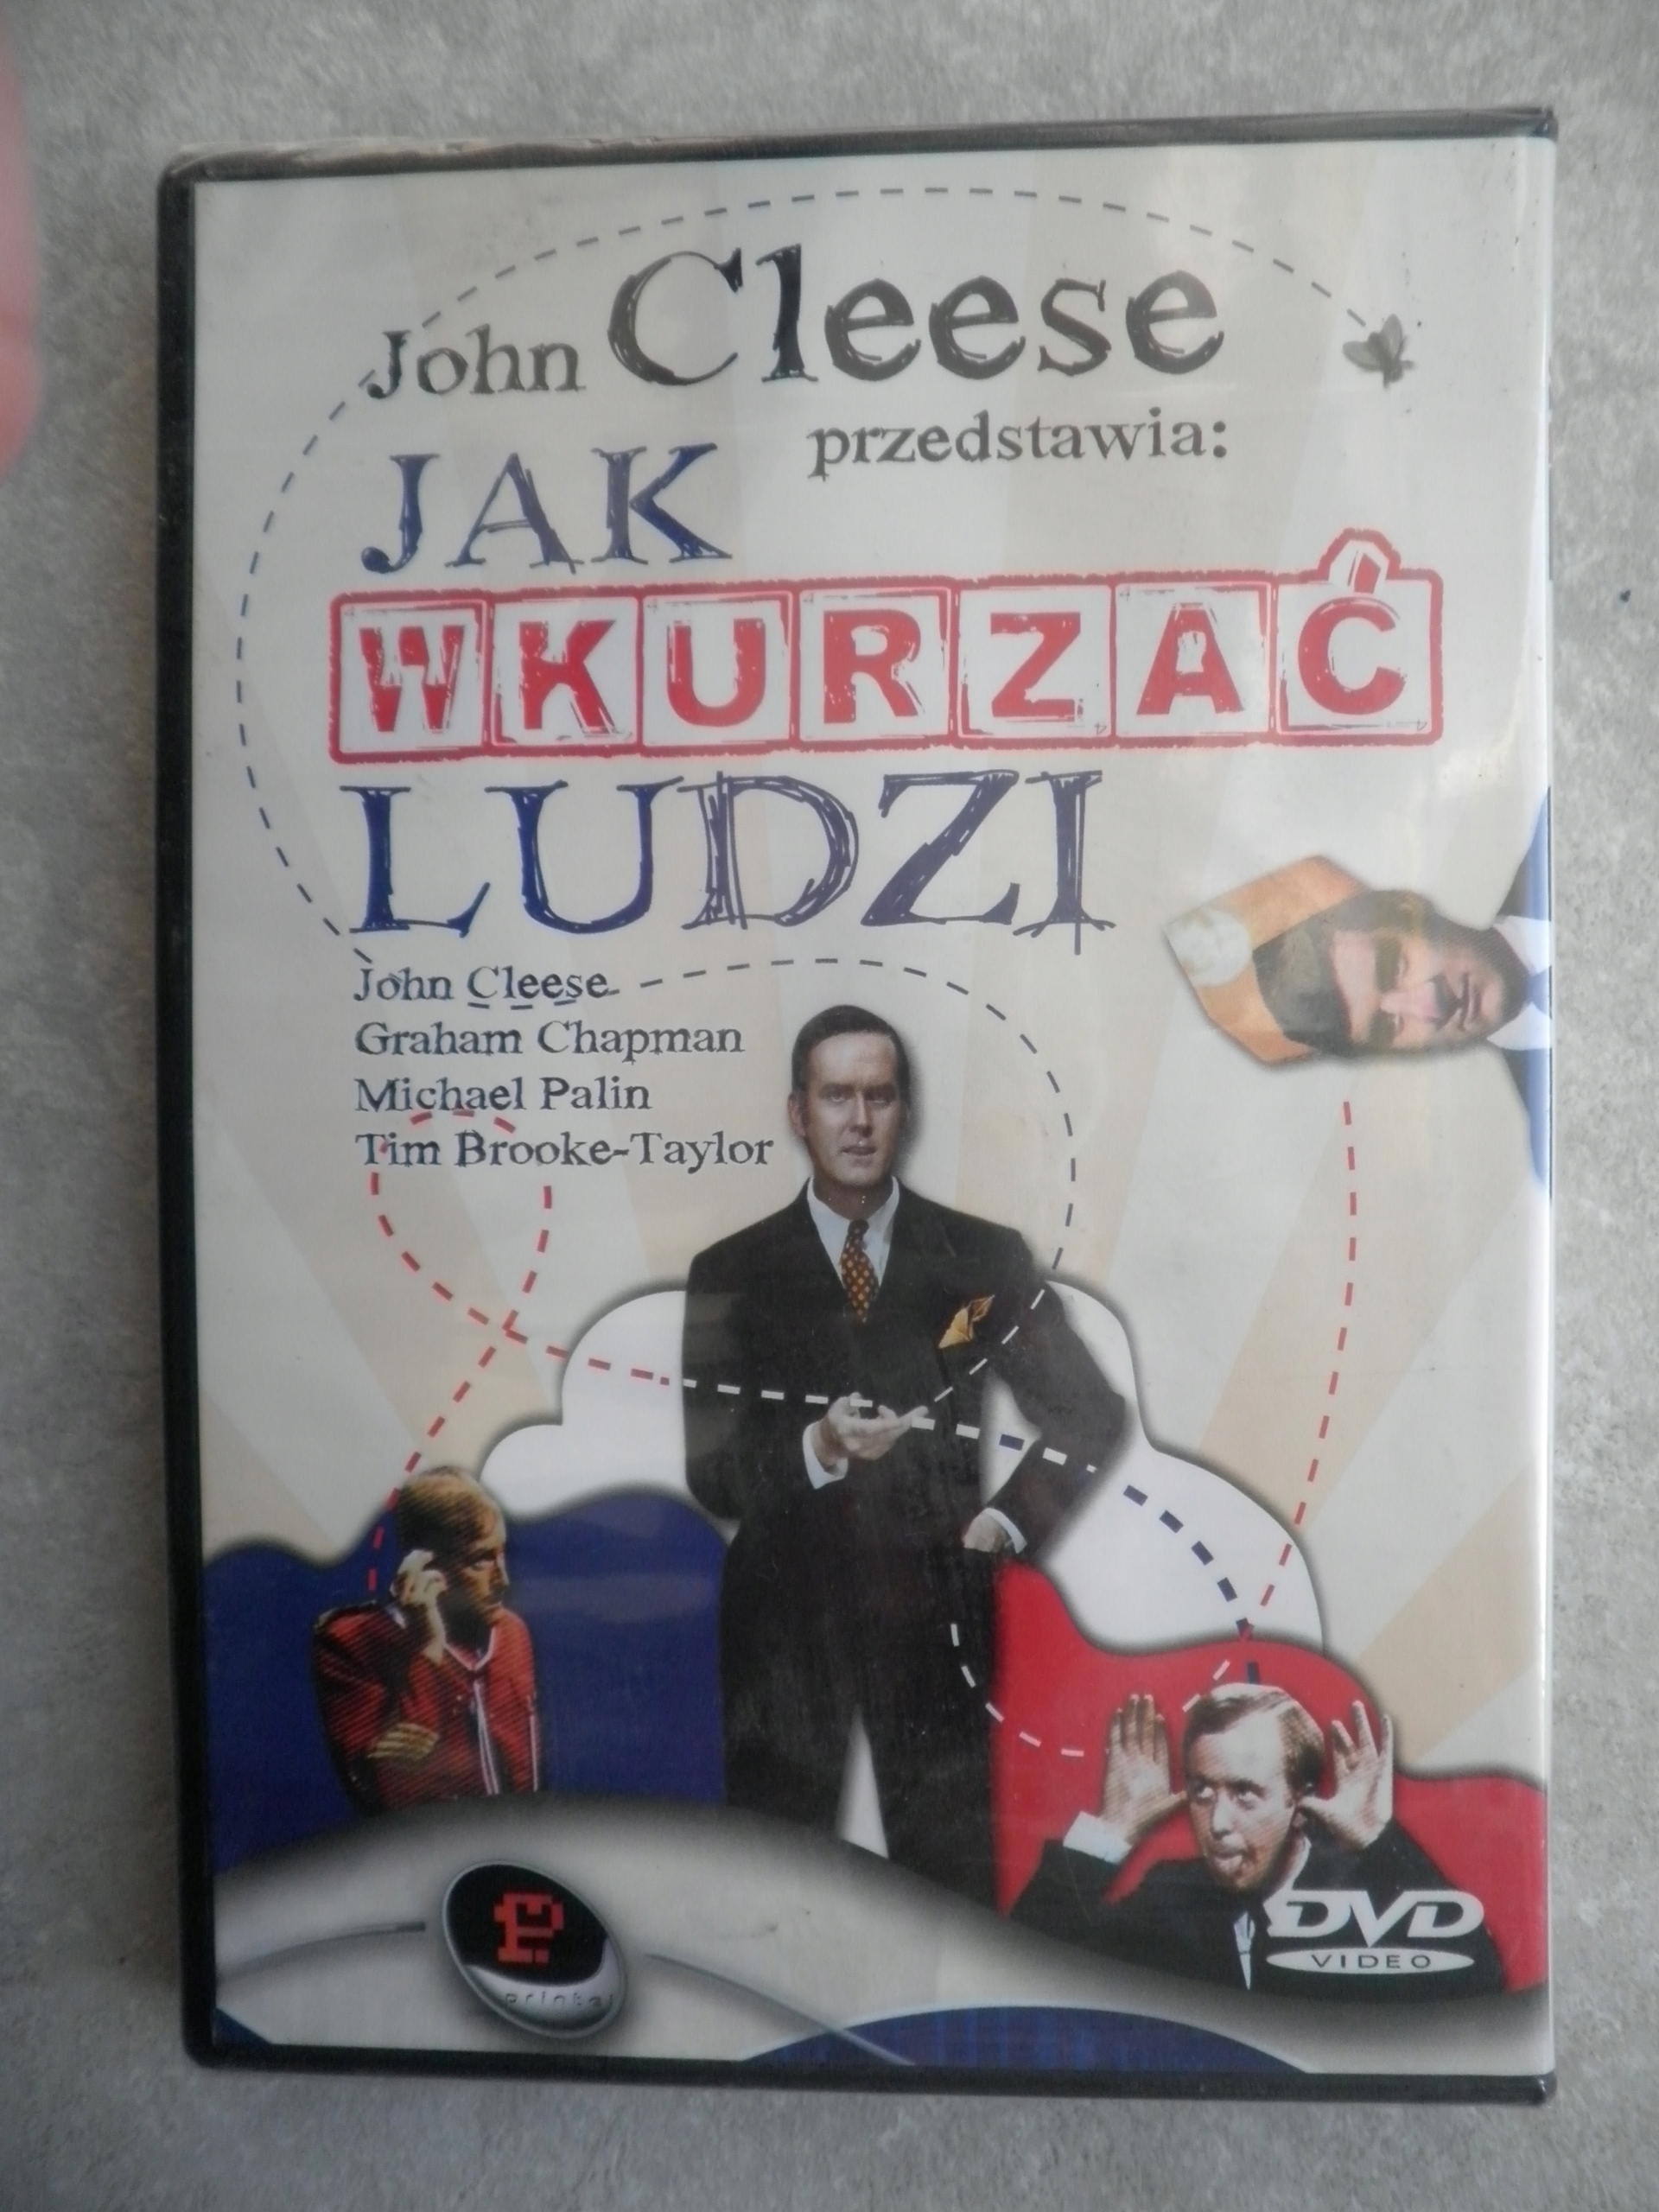 John Cleese
przedstawia:
JAK
WKURZAĆ
LUDZI
John Cleese
Graham Chapman
Michael Palin
Tim Brooke-Taylor
DVD
VIDEO